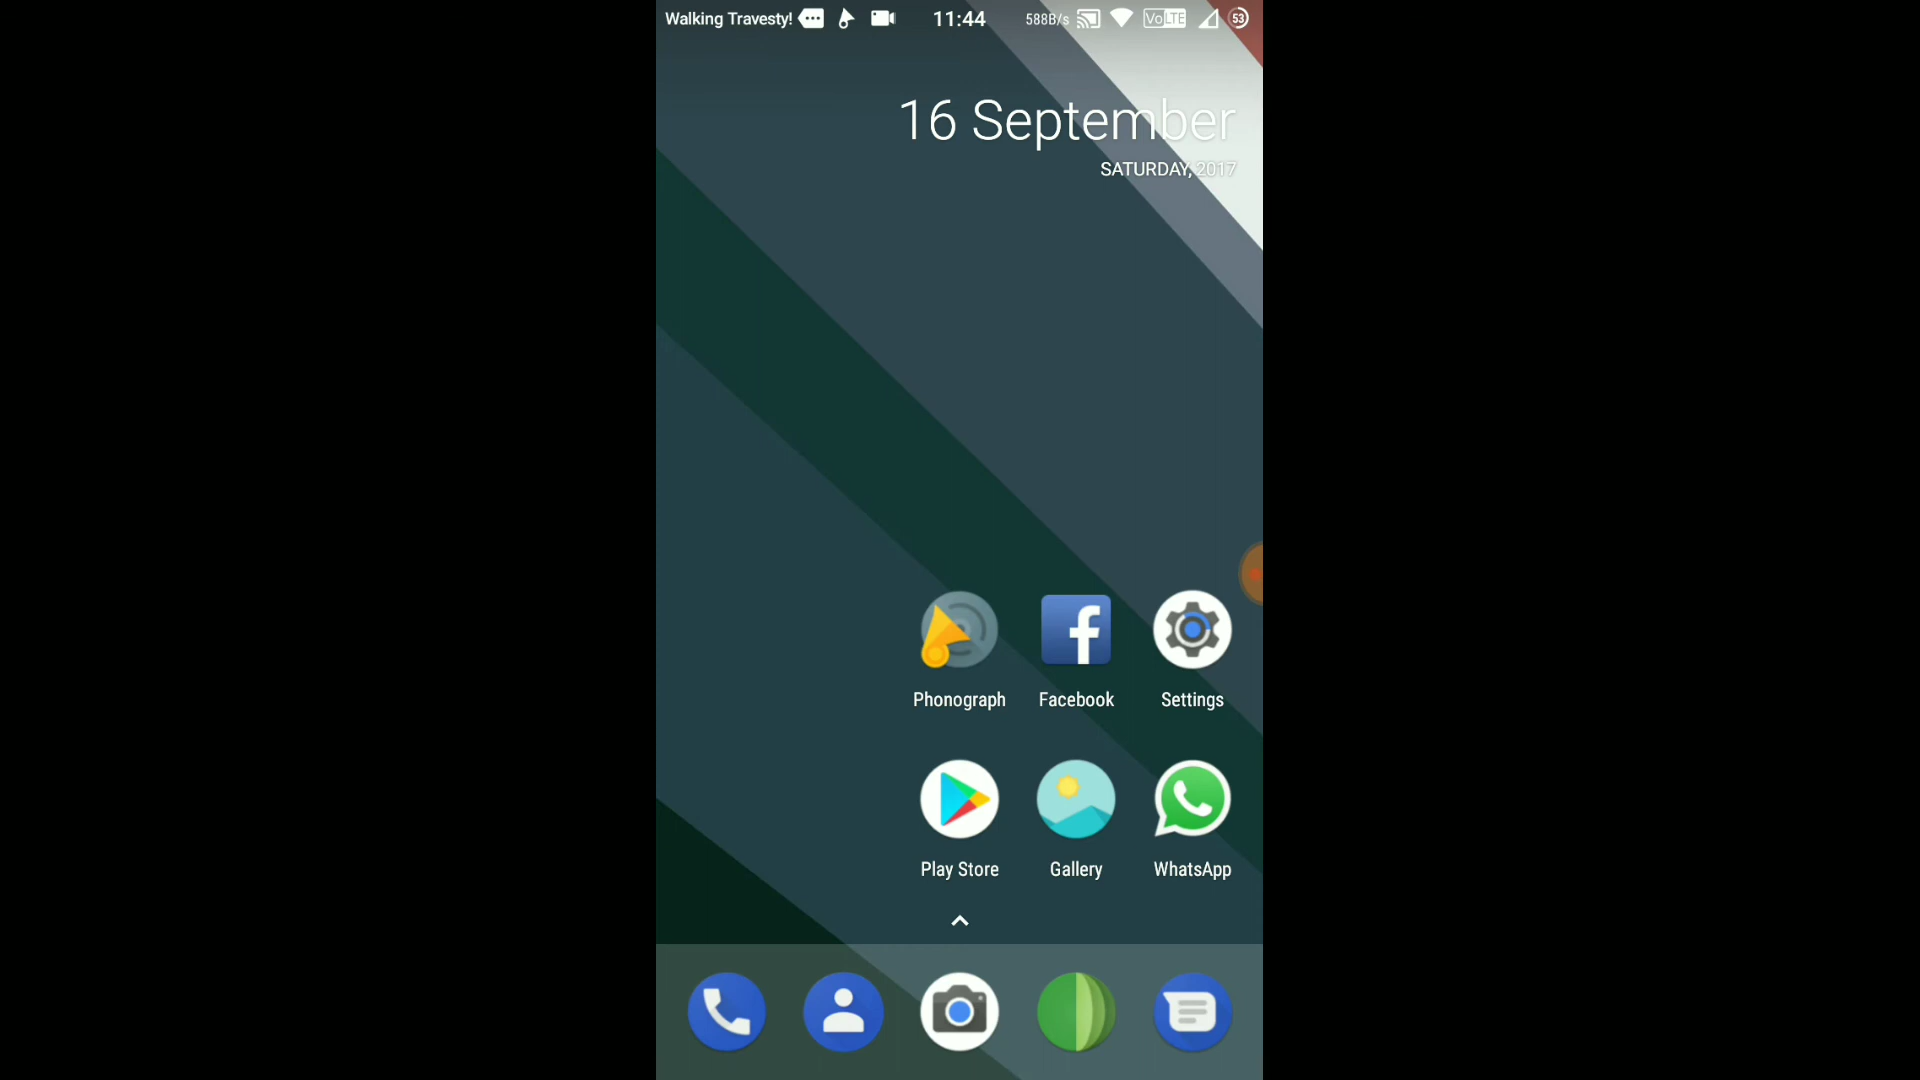 Walking Travesty! 11:44 588B/s VoLTE 53
16 September
SATURDAY, 2017
Phonograph Facebook Settings
Play Store Gallery WhatsApp